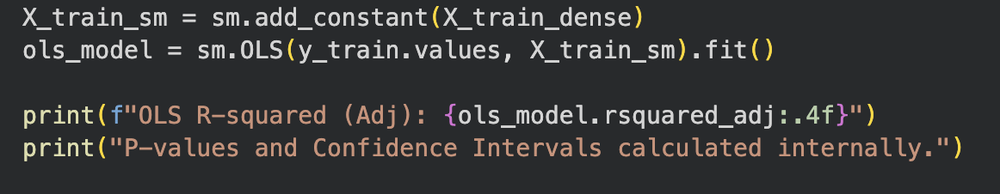 X_train_sm = sm.add_constant(X_train_dense)
ols_model = sm.OLS(y_train.values, X_train_sm).fit()
print(f"OLS R-squared (Adj): {ols_model.rsquared_adj:.4f}")
print("P-values and Confidence Intervals calculated internally.")